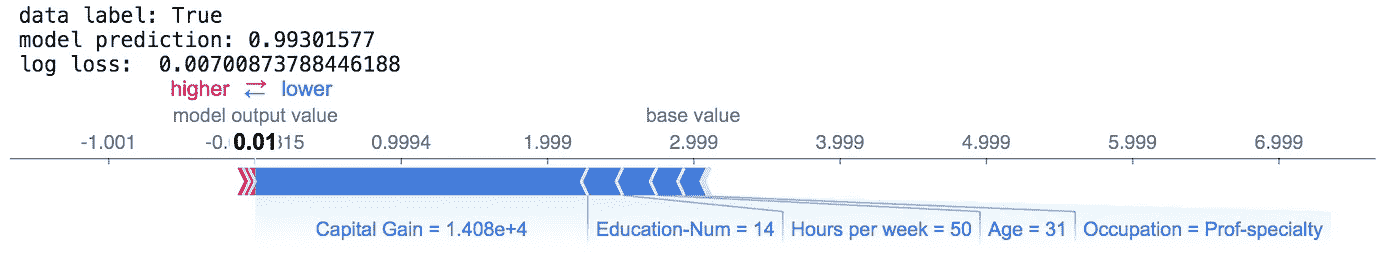 data label: True
model prediction: 0.99301577
log loss:  0.00700873788446188
higher ⇄ lower
model output value base value
-1.001 -0. 0.01 315 0.9994 1.999 2.999 3.999 4.999 5.999 6.999
Capital Gain = 1.408e+4 Education-Num = 14 Hours per week = 50 Age = 31 Occupation = Prof-specialty